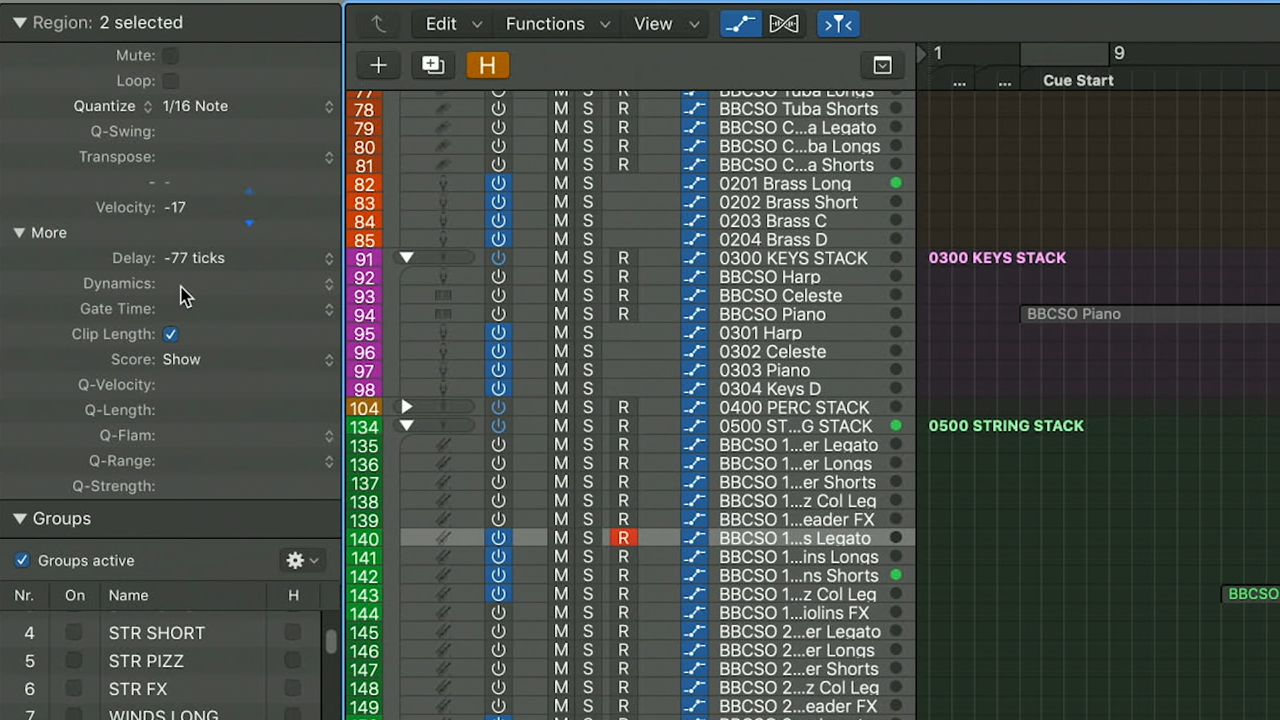 Region: 2 selected
Edit
Functions
View
Mute:
Loop:
H
1
9
Quantize 1/16 Note
... ... Cue Start
Q-Swing:
Transpose:
- -
Velocity: -17
More
Delay: -77 ticks
Dynamics:
Gate Time:
Clip Length:
Score: Show
Q-Velocity:
Q-Length:
Q-Flam:
Q-Range:
Q-Strength:
Groups
Groups active
Nr. On Name H
4 STR SHORT
5 STR PIZZ
6 STR FX
7 WINDS LONG
77 BBCSO Tuba Longs
78 M S R BBCSO Tuba Shorts
79 M S R BBCSO C...a Legato
80 M S R BBCSO C...ba Longs
81 M S R BBCSO C...a Shorts
82 M S 0201 Brass Long
83 M S 0202 Brass Short
84 M S 0203 Brass C
85 M S 0204 Brass D
91 M S R 0300 KEYS STACK
92 M S R BBCSO Harp
93 M S R BBCSO Celeste
94 M S R BBCSO Piano
95 M S 0301 Harp
96 M S 0302 Celeste
97 M S 0303 Piano
98 M S 0304 Keys D
104 M S R 0400 PERC STACK
134 M S R 0500 ST...G STACK
135 M S R BBCSO 1...er Legato
136 M S R BBCSO 1...er Longs
137 M S R BBCSO 1...er Shorts
138 M S R BBCSO 1...z Col Leg
139 M S R BBCSO 1...eader FX
140 M S R BBCSO 1...s Legato
141 M S R BBCSO 1...ins Longs
142 M S R BBCSO 1...ns Shorts
143 M S R BBCSO 1...z Col Leg
144 M S R BBCSO 1...iolins FX
145 M S R BBCSO 2...er Legato
146 M S R BBCSO 2...er Longs
147 M S R BBCSO 2...er Shorts
148 M S R BBCSO 2...z Col Leg
149 M S R BBCSO 2...eader FX
0300 KEYS STACK
BBCSO Piano
0500 STRING STACK
BBCSO